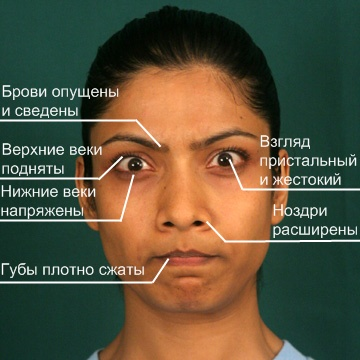 Брови опущены
и сведены
Верхние веки
подняты
Нижние веки
напряжены
Губы плотно сжаты
Взгляд
пристальный
и жестокий
Ноздри
расширены